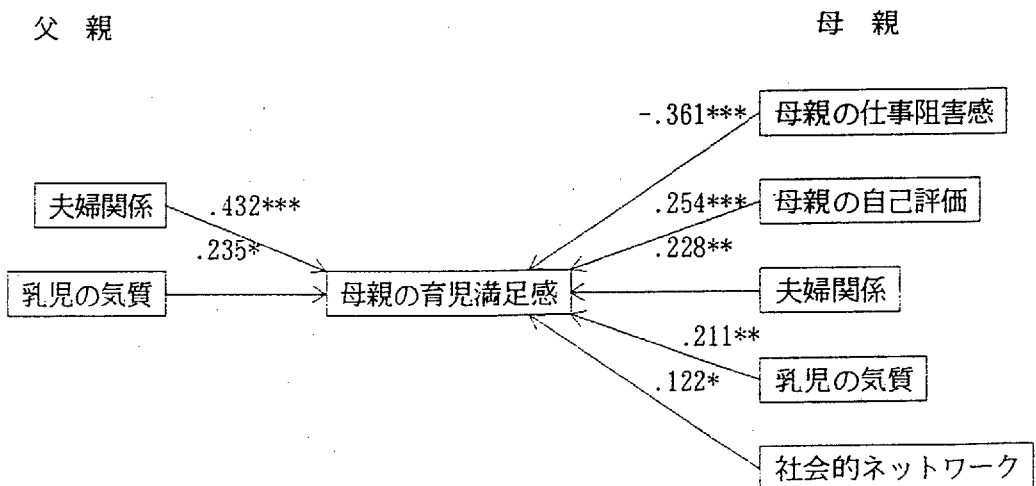 父 親
母 親
-.361***
母親の仕事阻害感
夫婦関係
.432***
.254***
母親の自己評価
.235*
.228**
乳児の気質
母親の育児満足感
夫婦関係
.211**
.122*
乳児の気質
社会的ネットワーク